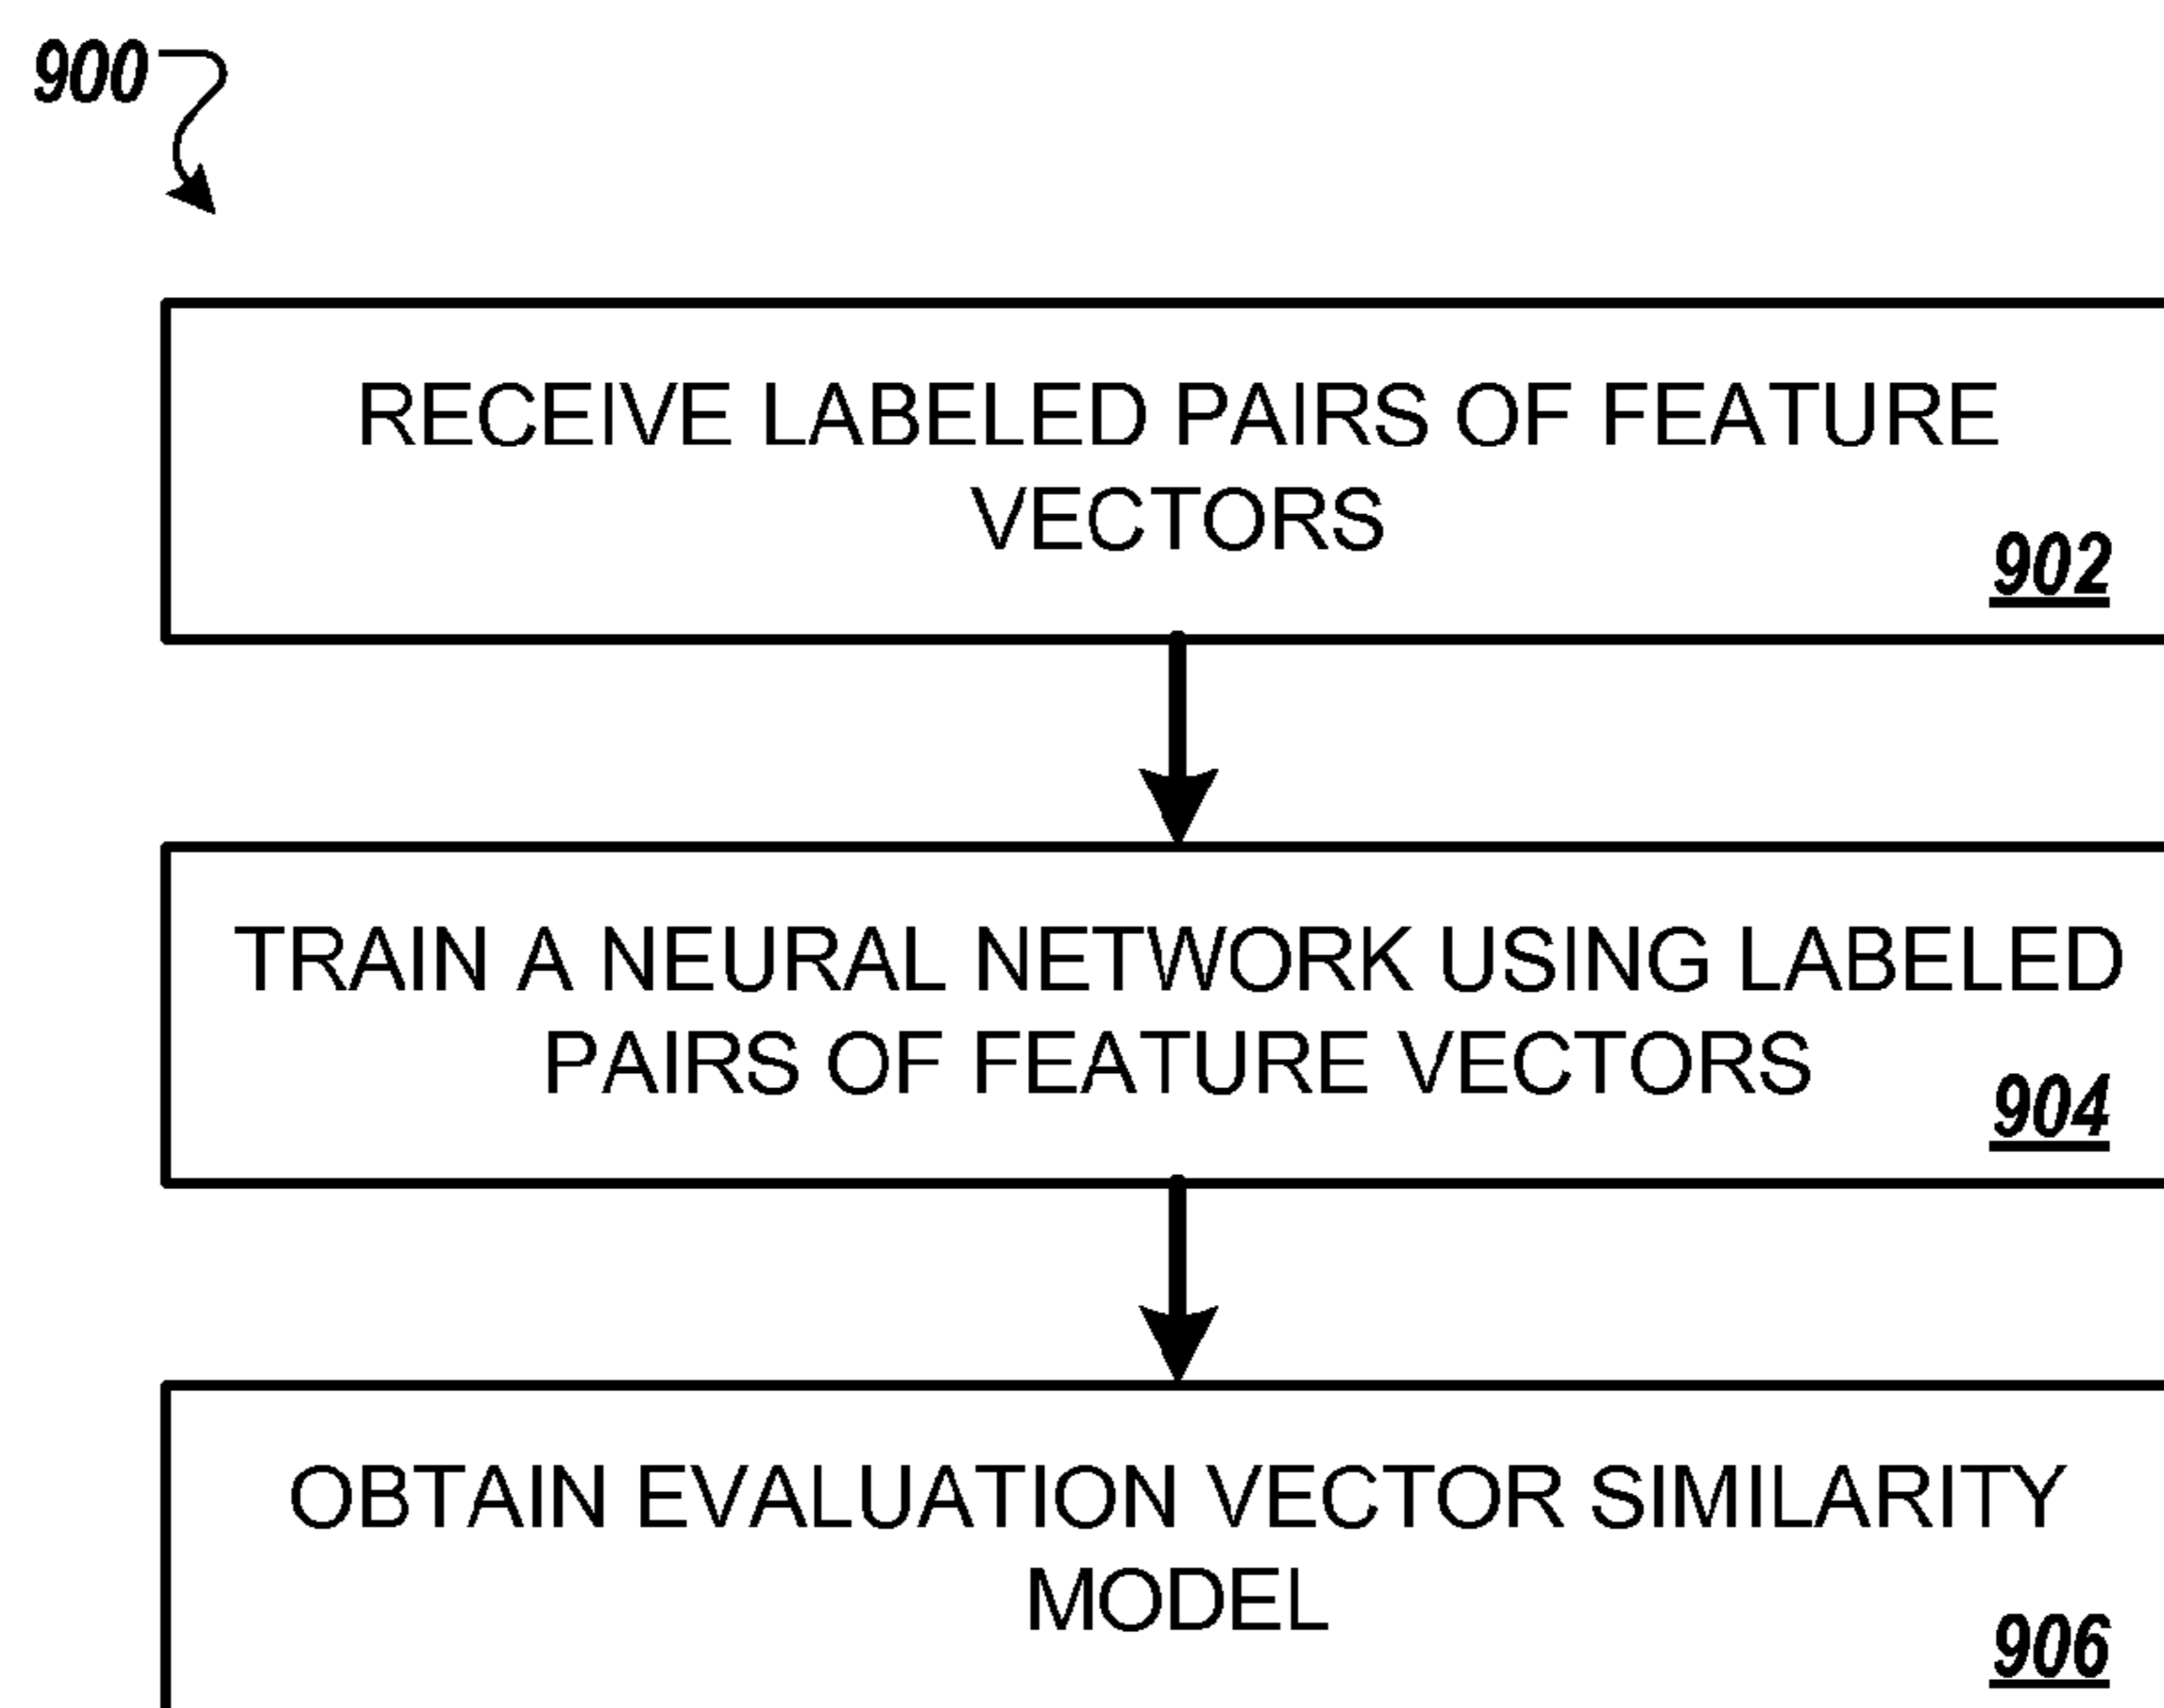 900
RECEIVE LABELED PAIRS OF FEATURE
VECTORS
902
TRAIN A NEURAL NETWORK USING LABELED
PAIRS OF FEATURE VECTORS
904
OBTAIN EVALUATION VECTOR SIMILARITY
MODEL
906